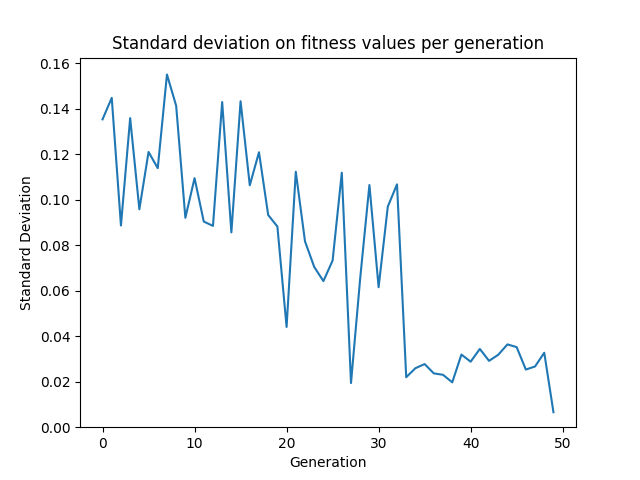 Standard deviation on fitness values per generation
0.16
0.14
0.12
0.10
0.08
0.06
0.04
0.02
0.00
Standard Deviation
0 10 20 30 40 50
Generation